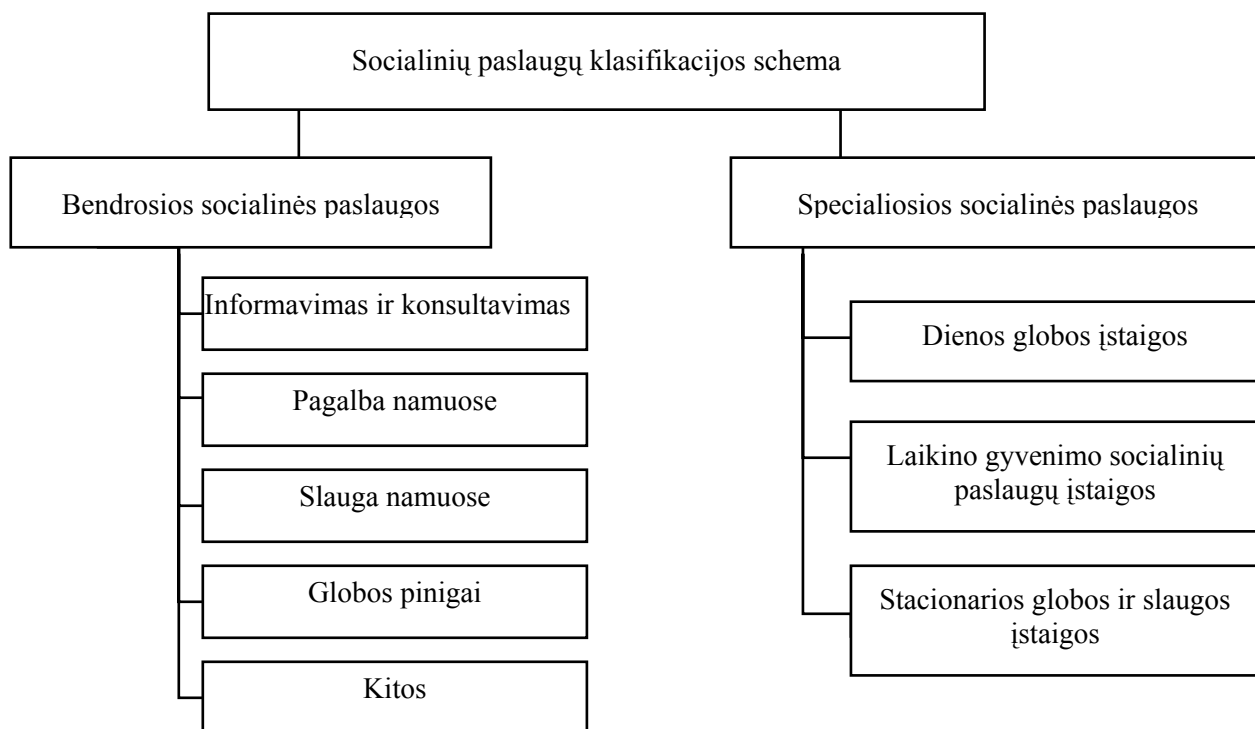 Socialinių paslaugų klasifikacijos schema
Bendrosios socialinės paslaugos
Specialiosios socialinės paslaugos
Informavimas ir konsultavimas
Pagalba namuose
Slauga namuose
Globos pinigai
Kitos
Dienos globos įstaigos
Laikino gyvenimo socialinių
paslaugų įstaigos
Stacionarios globos ir slaugos
įstaigos